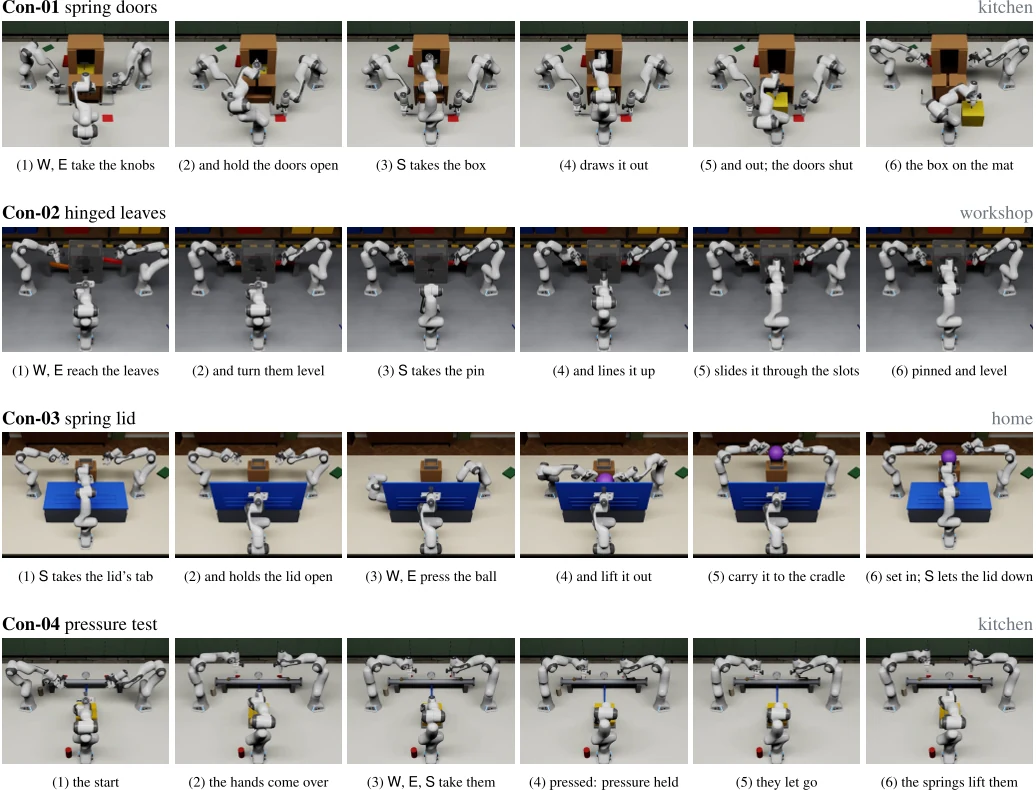 Con-01 spring doors kitchen
(1) W, E take the knobs (2) and hold the doors open (3) S takes the box (4) draws it out (5) and out; the doors shut (6) the box on the mat
Con-02 hinged leaves workshop
(1) W, E reach the leaves (2) and turn them level (3) S takes the pin (4) and lines it up (5) slides it through the slots (6) pinned and level
Con-03 spring lid home
(1) S takes the lid's tab (2) and holds the lid open (3) W, E press the ball (4) and lift it out (5) carry it to the cradle (6) set in; S lets the lid down
Con-04 pressure test kitchen
(1) the start (2) the hands come over (3) W, E, S take them (4) pressed: pressure held (5) they let go (6) the springs lift them